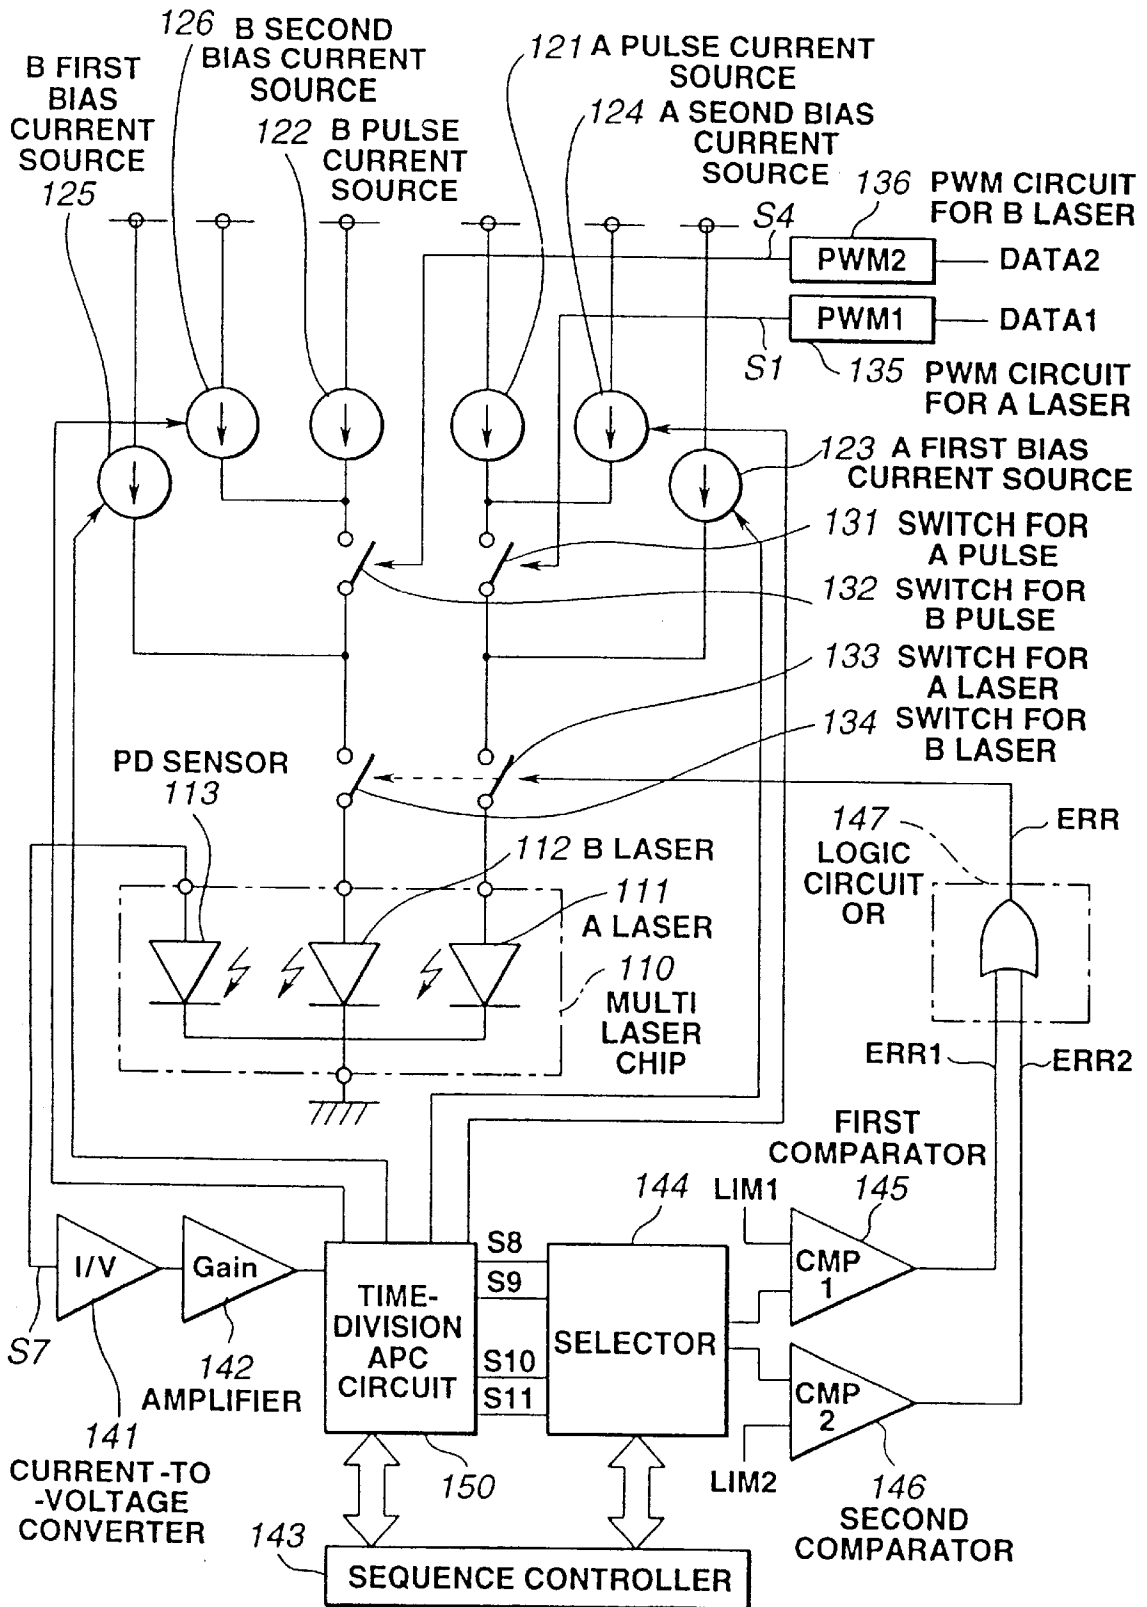 126 B SECOND
BIAS CURRENT
SOURCE
B FIRST
BIAS
CURRENT
SOURCE
125
122 B PULSE
CURRENT
SOURCE
121 A PULSE CURRENT
SOURCE
124 A SEOND BIAS
CURRENT
SOURCE
136 PWM CIRCUIT
FOR B LASER
S4
PWM2
DATA2
PWM1
DATA1
S1
135 PWM CIRCUIT
FOR A LASER
123 A FIRST BIAS
CURRENT SOURCE
131 SWITCH FOR
A PULSE
132 SWITCH FOR
B PULSE
133 SWITCH FOR
A LASER
134 SWITCH FOR
B LASER
PD SENSOR
113
112 B LASER
111
A LASER
110
MULTI
LASER
CHIP
147
LOGIC
CIRCUIT
OR
ERR
ERR1
ERR2
FIRST
COMPARATOR
145
144
LIM1
I/V
Gain
TIME-
DIVISION
APC
CIRCUIT
S8
S9
S10
S11
SELECTOR
CMP
1
CMP
2
S7
142
AMPLIFIER
141
CURRENT-TO
-VOLTAGE
CONVERTER
150
LIM2
146
SECOND
COMPARATOR
143
SEQUENCE CONTROLLER